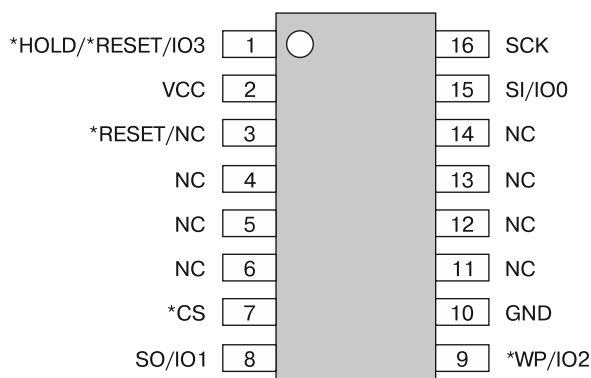 *HOLD/*RESET/IO3 1 16 SCK
VCC 2 15 SI/IO0
*RESET/NC 3 14 NC
NC 4 13 NC
NC 5 12 NC
NC 6 11 NC
*CS 7 10 GND
SO/IO1 8 9 *WP/IO2